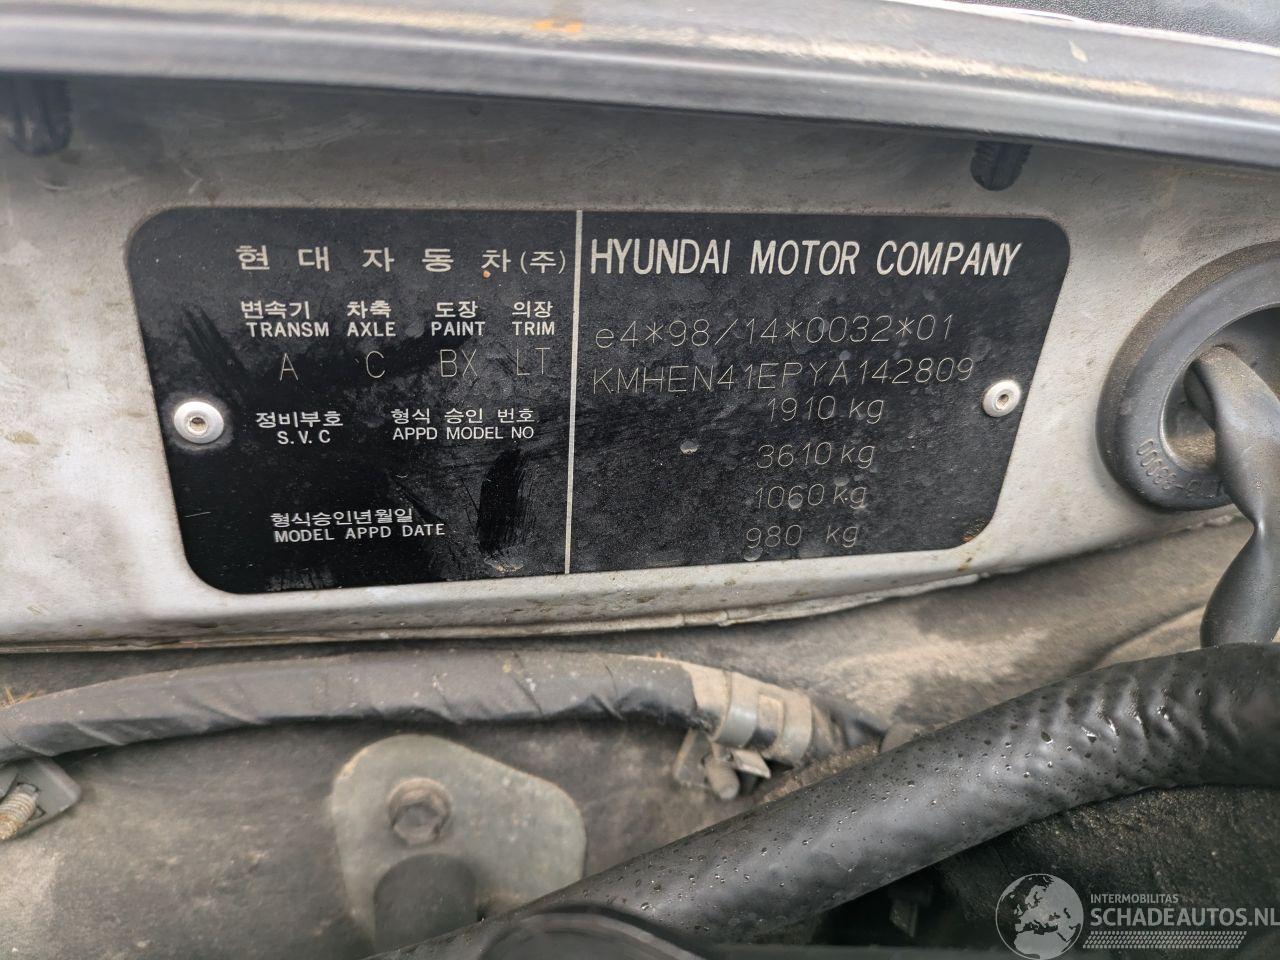 현대자동차(주)
변속기 차축 도장 의장
TRANSM AXLE PAINT TRIM
A C BX LT
정비부호 형식 승인 번호
S.V.C APPD MODEL NO
형식승인년월일
MODEL APPD DATE
HYUNDAI MOTOR COMPANY
e4*98/14*0032*01
KMHEN41EPYA142809
1910 kg
3610 kg
1060 kg
980 kg
INTERMOBILITAS
SCHADEAUTOS.NL